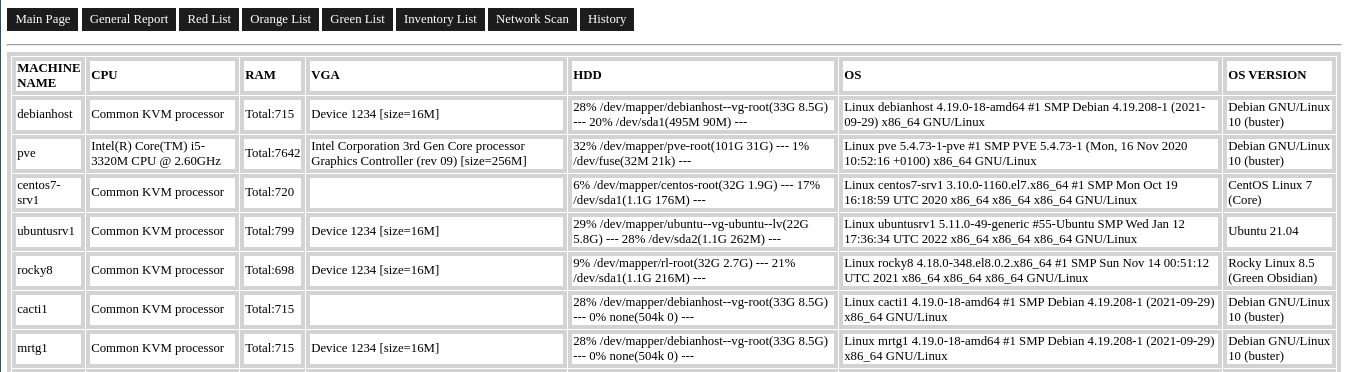 Main Page General Report Red List Orange List Green List Inventory List Network Scan History
MACHINE NAME CPU RAM VGA HDD OS OS VERSION
debianhost Common KVM processor Total:715 Device 1234 [size=16M] 28% /dev/mapper/debianhost--vg-root(33G 8.5G) --- 20% /dev/sda1(495M 90M) --- Linux debianhost 4.19.0-18-amd64 #1 SMP Debian 4.19.208-1 (2021-09-29) x86_64 GNU/Linux Debian GNU/Linux 10 (buster)
pve Intel(R) Core(TM) i5-3320M CPU @ 2.60GHz Total:7642 Intel Corporation 3rd Gen Core processor Graphics Controller (rev 09) [size=256M] 32% /dev/mapper/pve-root(101G 31G) --- 1% /dev/fuse(32M 21k) --- Linux pve 5.4.73-1-pve #1 SMP PVE 5.4.73-1 (Mon, 16 Nov 2020 10:52:16 +0100) x86_64 GNU/Linux Debian GNU/Linux 10 (buster)
centos7-srv1 Common KVM processor Total:720 6% /dev/mapper/centos-root(32G 1.9G) --- 17% /dev/sda1(1.1G 176M) --- Linux centos7-srv1 3.10.0-1160.el7.x86_64 #1 SMP Mon Oct 19 16:18:59 UTC 2020 x86_64 x86_64 x86_64 GNU/Linux CentOS Linux 7 (Core)
ubuntusrv1 Common KVM processor Total:799 Device 1234 [size=16M] 29% /dev/mapper/ubuntu--vg-ubuntu--lv(22G 5.8G) --- 28% /dev/sda2(1.1G 262M) --- Linux ubuntusrv1 5.11.0-49-generic #55-Ubuntu SMP Wed Jan 12 17:36:34 UTC 2022 x86_64 x86_64 x86_64 GNU/Linux Ubuntu 21.04
rocky8 Common KVM processor Total:698 Device 1234 [size=16M] 9% /dev/mapper/rl-root(32G 2.7G) --- 21% /dev/sda1(1.1G 216M) --- Linux rocky8 4.18.0-348.el8.0.2.x86_64 #1 SMP Sun Nov 14 00:51:12 UTC 2021 x86_64 x86_64 x86_64 GNU/Linux Rocky Linux 8.5 (Green Obsidian)
cacti1 Common KVM processor Total:715 28% /dev/mapper/debianhost--vg-root(33G 8.5G) --- 0% none(504k 0) --- Linux cacti1 4.19.0-18-amd64 #1 SMP Debian 4.19.208-1 (2021-09-29) x86_64 GNU/Linux Debian GNU/Linux 10 (buster)
mrtg1 Common KVM processor Total:715 Device 1234 [size=16M] 28% /dev/mapper/debianhost--vg-root(33G 8.5G) --- 0% none(504k 0) --- Linux mrtg1 4.19.0-18-amd64 #1 SMP Debian 4.19.208-1 (2021-09-29) x86_64 GNU/Linux Debian GNU/Linux 10 (buster)